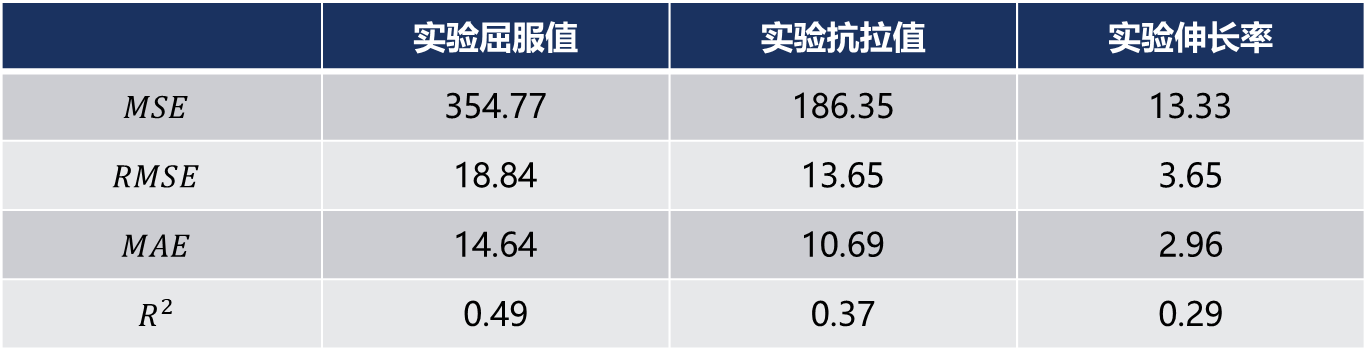 实验屈服值 实验抗拉值 实验伸长率
MSE 354.77 186.35 13.33
RMSE 18.84 13.65 3.65
MAE 14.64 10.69 2.96
R² 0.49 0.37 0.29